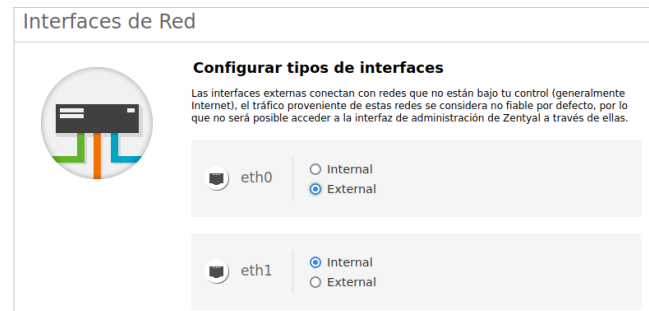 Interfaces de Red
Configurar tipos de interfaces
Las interfaces externas conectan con redes que no están bajo tu control (generalmente
Internet), el tráfico proveniente de estas redes se considera no fiable por defecto, por lo
que no será posible acceder a la interfaz de administración de Zentyal a través de ellas.
eth0
Internal
External
eth1
Internal
External